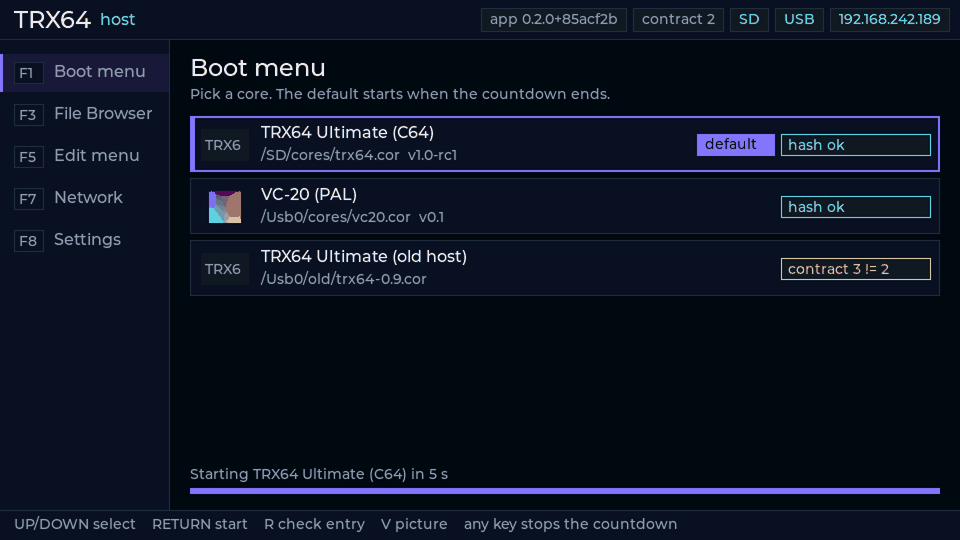 TRX64 host
app 0.2.0+85acf2b contract 2 SD USB 192.168.242.189
F1 Boot menu
F3 File Browser
F5 Edit menu
F7 Network
F8 Settings
Boot menu
Pick a core. The default starts when the countdown ends.
TRX6
TRX64 Ultimate (C64)
/SD/cores/trx64.cor v1.0-rc1
default
hash ok
VC-20 (PAL)
/Usb0/cores/vc20.cor v0.1
hash ok
TRX6
TRX64 Ultimate (old host)
/Usb0/old/trx64-0.9.cor
contract 3 != 2
Starting TRX64 Ultimate (C64) in 5 s
UP/DOWN select RETURN start R check entry V picture any key stops the countdown